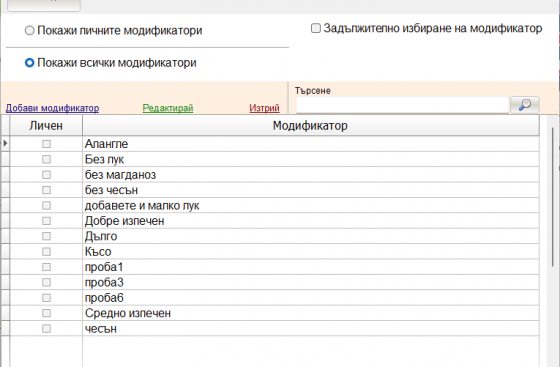 Покажи личните модификатори
Задължително избиране на модификатор
Покажи всички модификатори
Добави модификатор
Редактирай
Изтрий
Търсене
Личен
Модификатор
Алангле
Без лук
без магданоз
без чесън
добавете и малко лук
Добре изпечен
Дълго
Късо
проба1
проба3
проба6
Средно изпечен
чесън